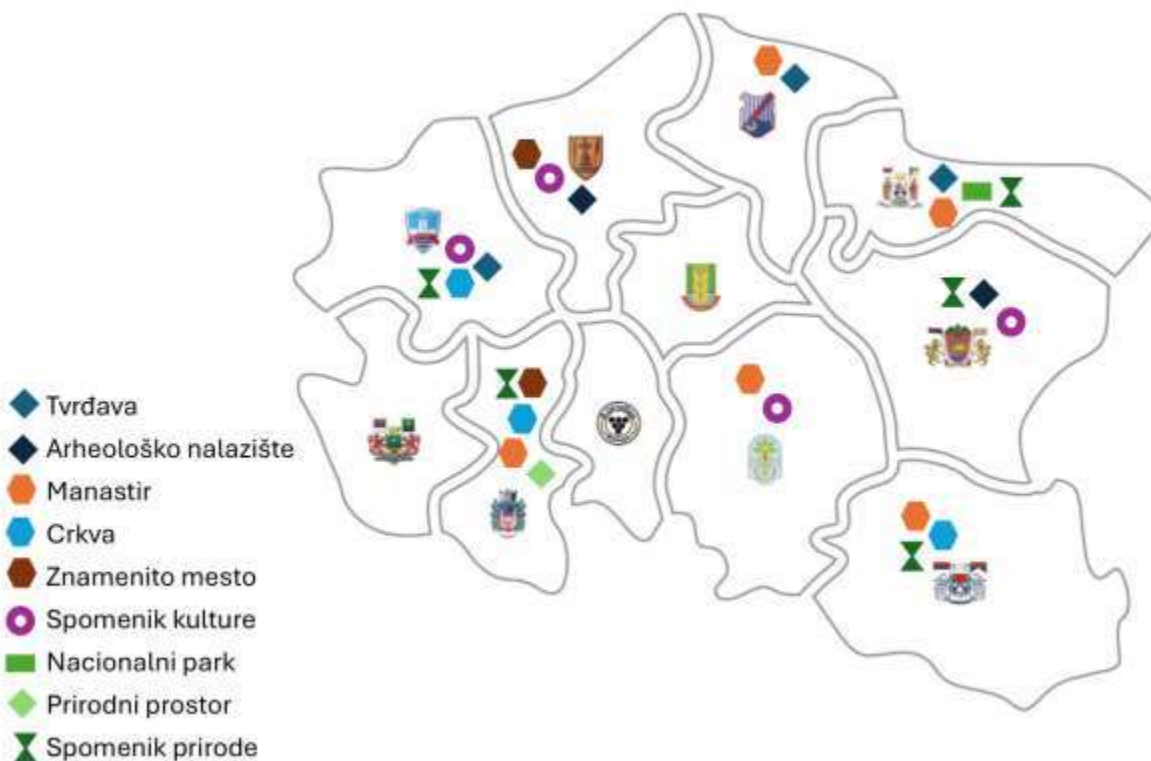 Tvrđava
Arheološko nalazište
Manastir
Crkva
Znamenito mesto
Spomenik kulture
Nacionalni park
Prirodni prostor
Spomenik prirode